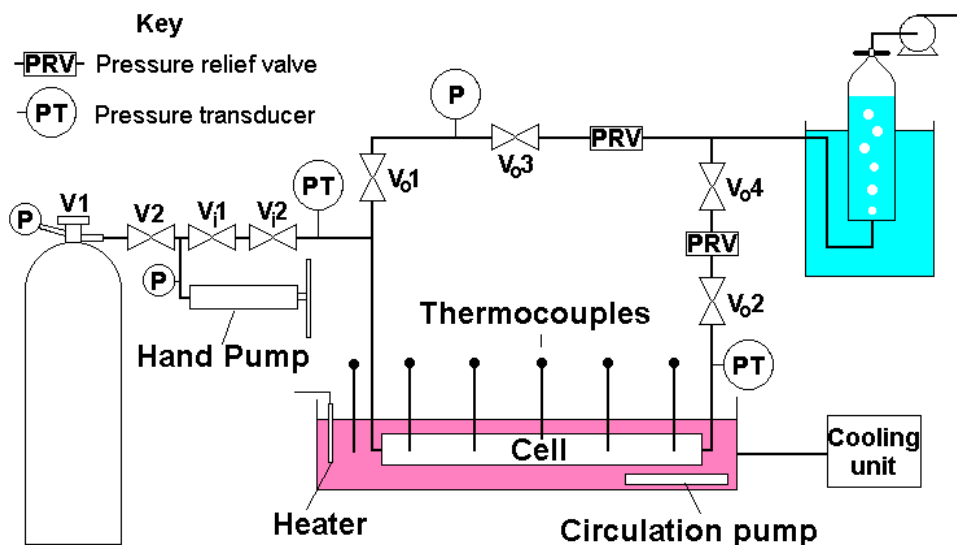 Key
PRV Pressure relief valve
PT Pressure transducer
P
Vo3
PRV
Vo1
PT
Vo4
V1
V2
Vi1
Vi2
P
PRV
P
Vo2
Hand Pump
Thermocouples
PT
Cell
Cooling
unit
Heater
Circulation pump